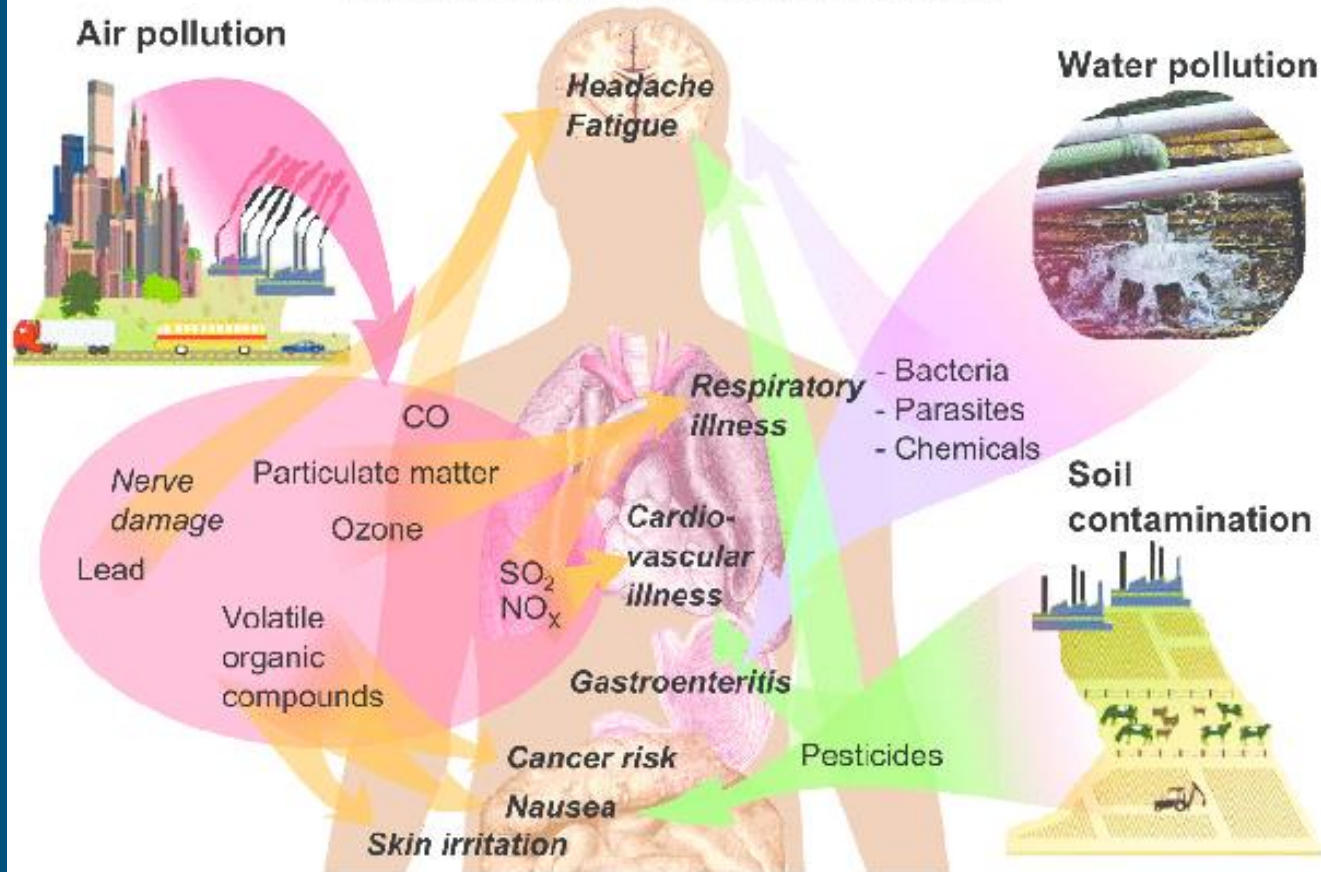 Air pollution
Headache
Fatigue
Water pollution
CO
Respiratory
illness
- Bacteria
- Parasites
- Chemicals
Nerve
damage
Particulate matter
Ozone
Lead
Cardio-
vascular
illness
SO₂
NOₓ
Soil
contamination
Volatile
organic
compounds
Gastroenteritis
Cancer risk
Pesticides
Nausea
Skin irritation